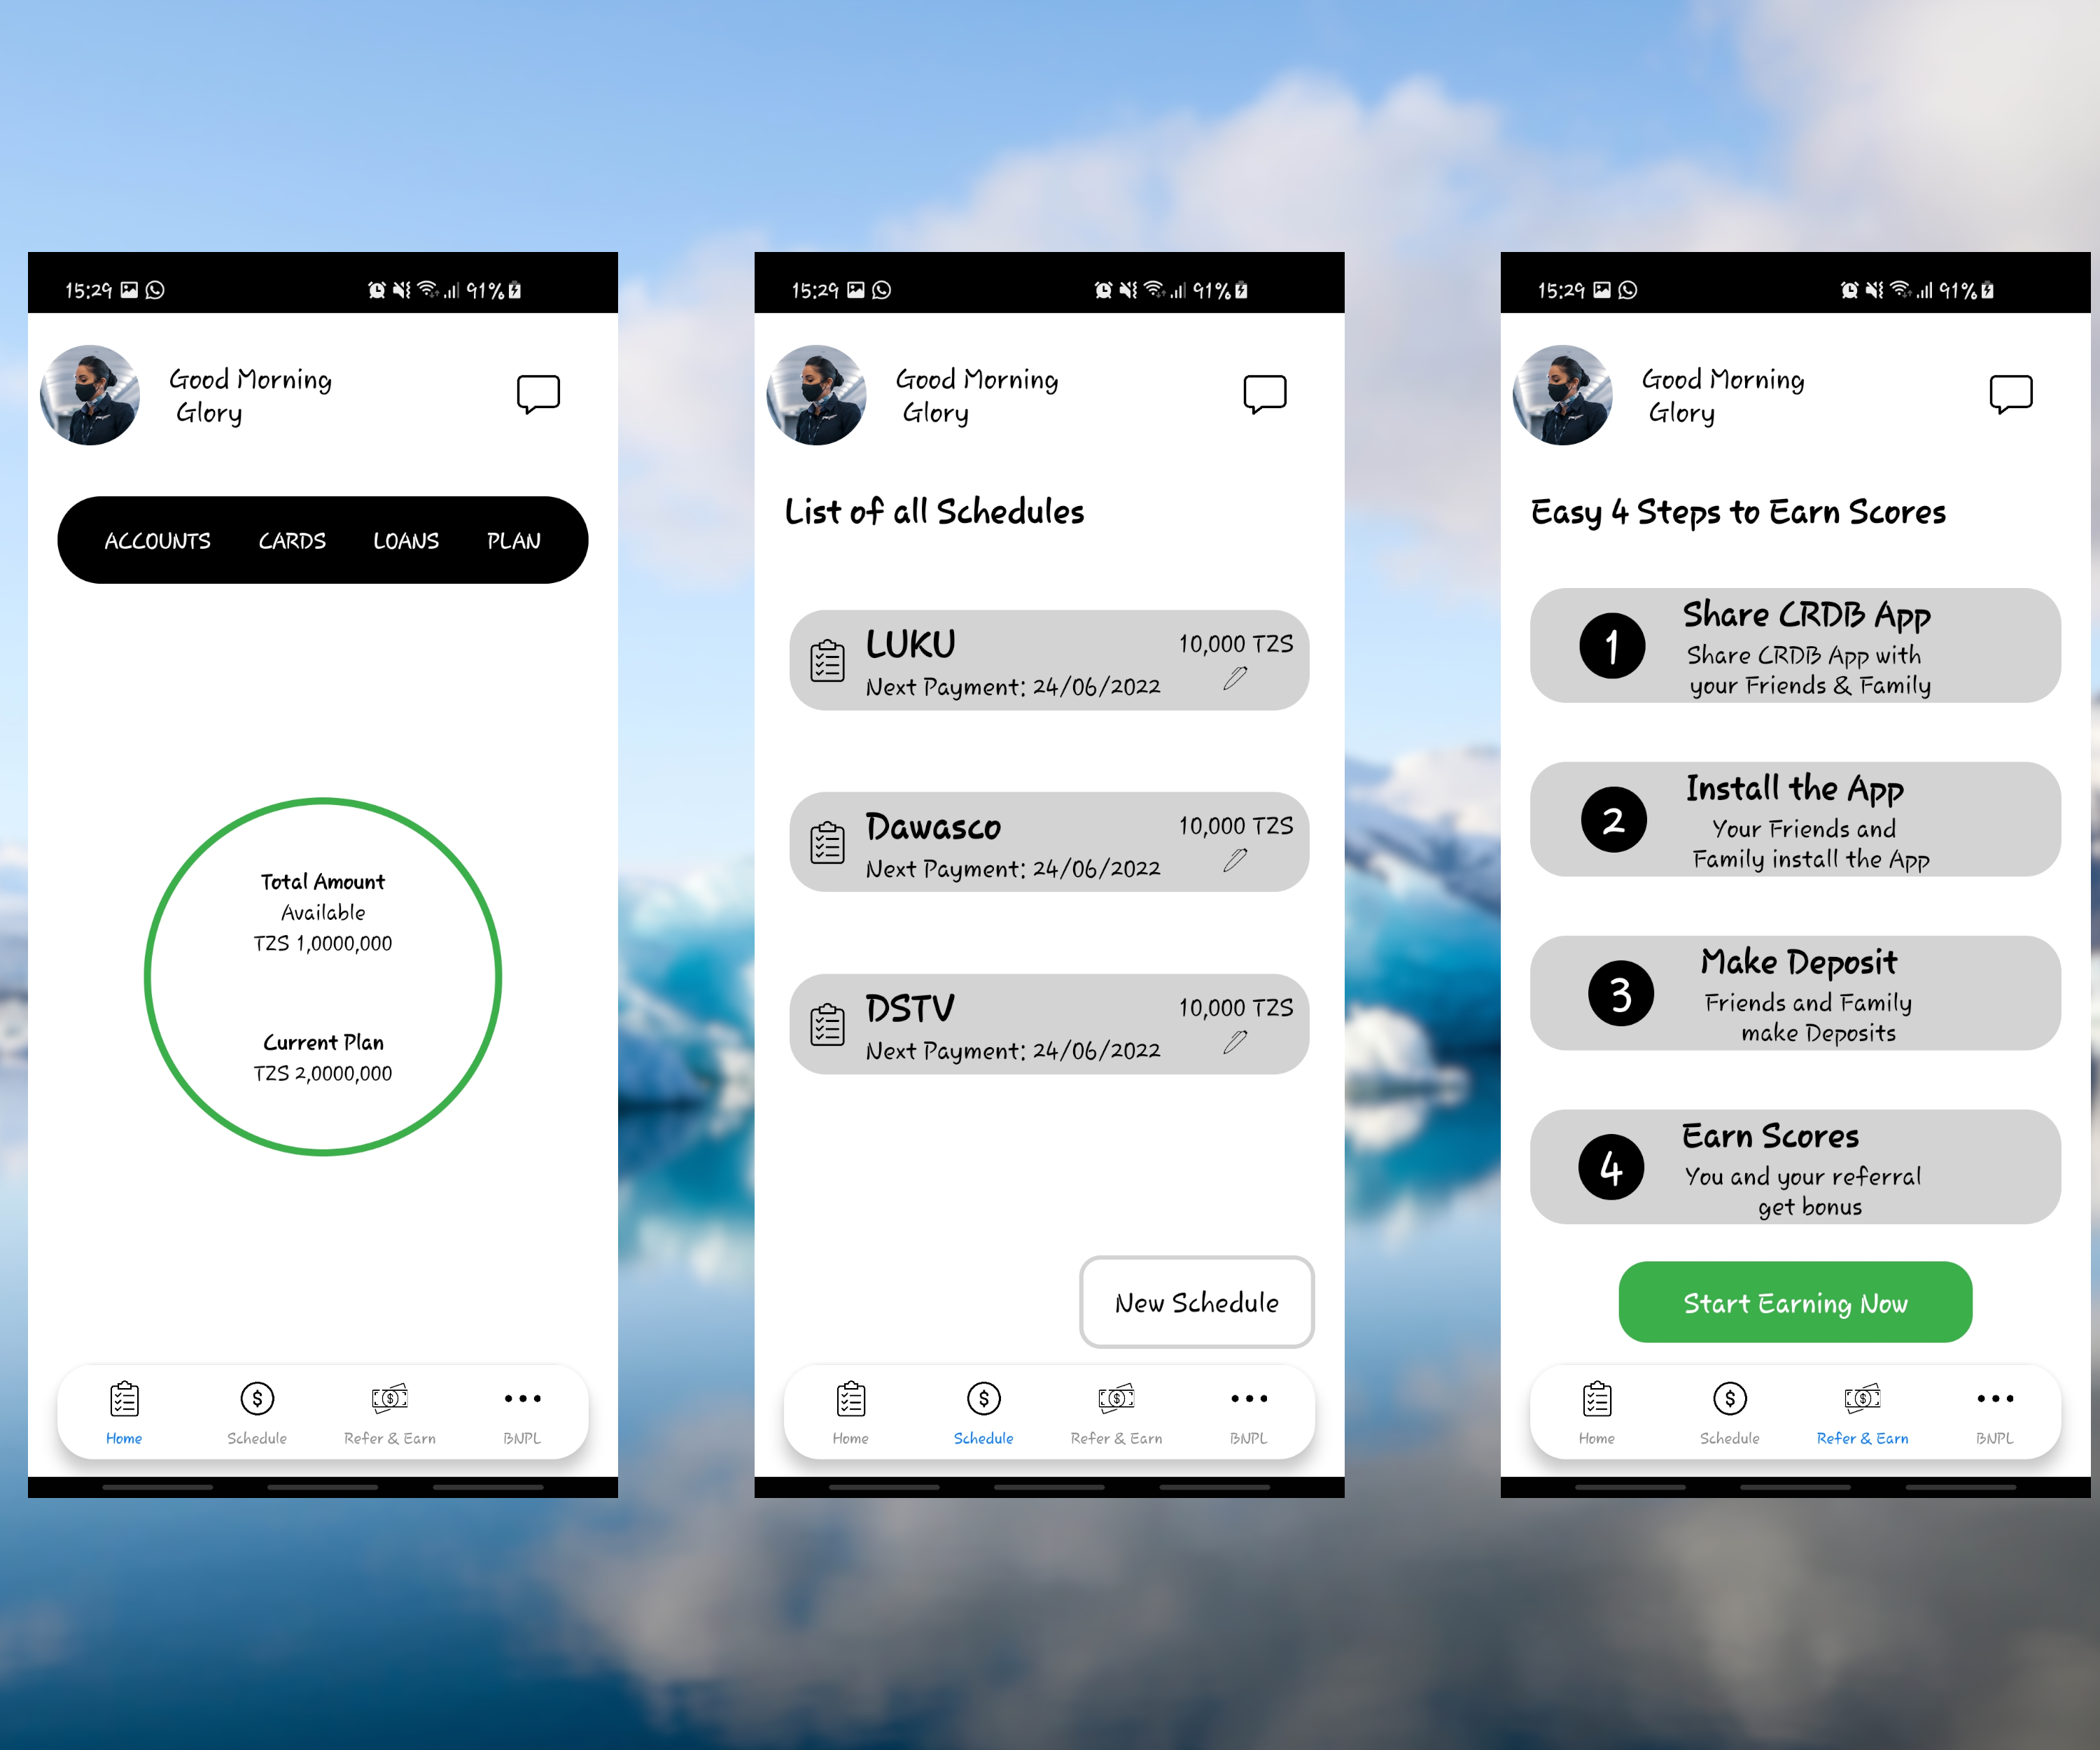 15:29
91%
Good Morning
Glory
ACCOUNTS CARDS LOANS PLAN
Total Amount
Available
TZS 1,0000,000
Current Plan
TZS 2,0000,000
Home Schedule Refer & Earn BNPL
15:29
91%
Good Morning
Glory
List of all Schedules
LUKU
10,000 TZS
Next Payment: 24/06/2022
Dawasco
10,000 TZS
Next Payment: 24/06/2022
DSTV
10,000 TZS
Next Payment: 24/06/2022
New Schedule
Home Schedule Refer & Earn BNPL
15:29
91%
Good Morning
Glory
Easy 4 Steps to Earn Scores
1
Share CRDB App
Share CRDB App with
your Friends & Family
2
Install the App
Your Friends and
Family install the App
3
Make Deposit
Friends and Family
make Deposits
4
Earn Scores
You and your referral
get bonus
Start Earning Now
Home Schedule Refer & Earn BNPL